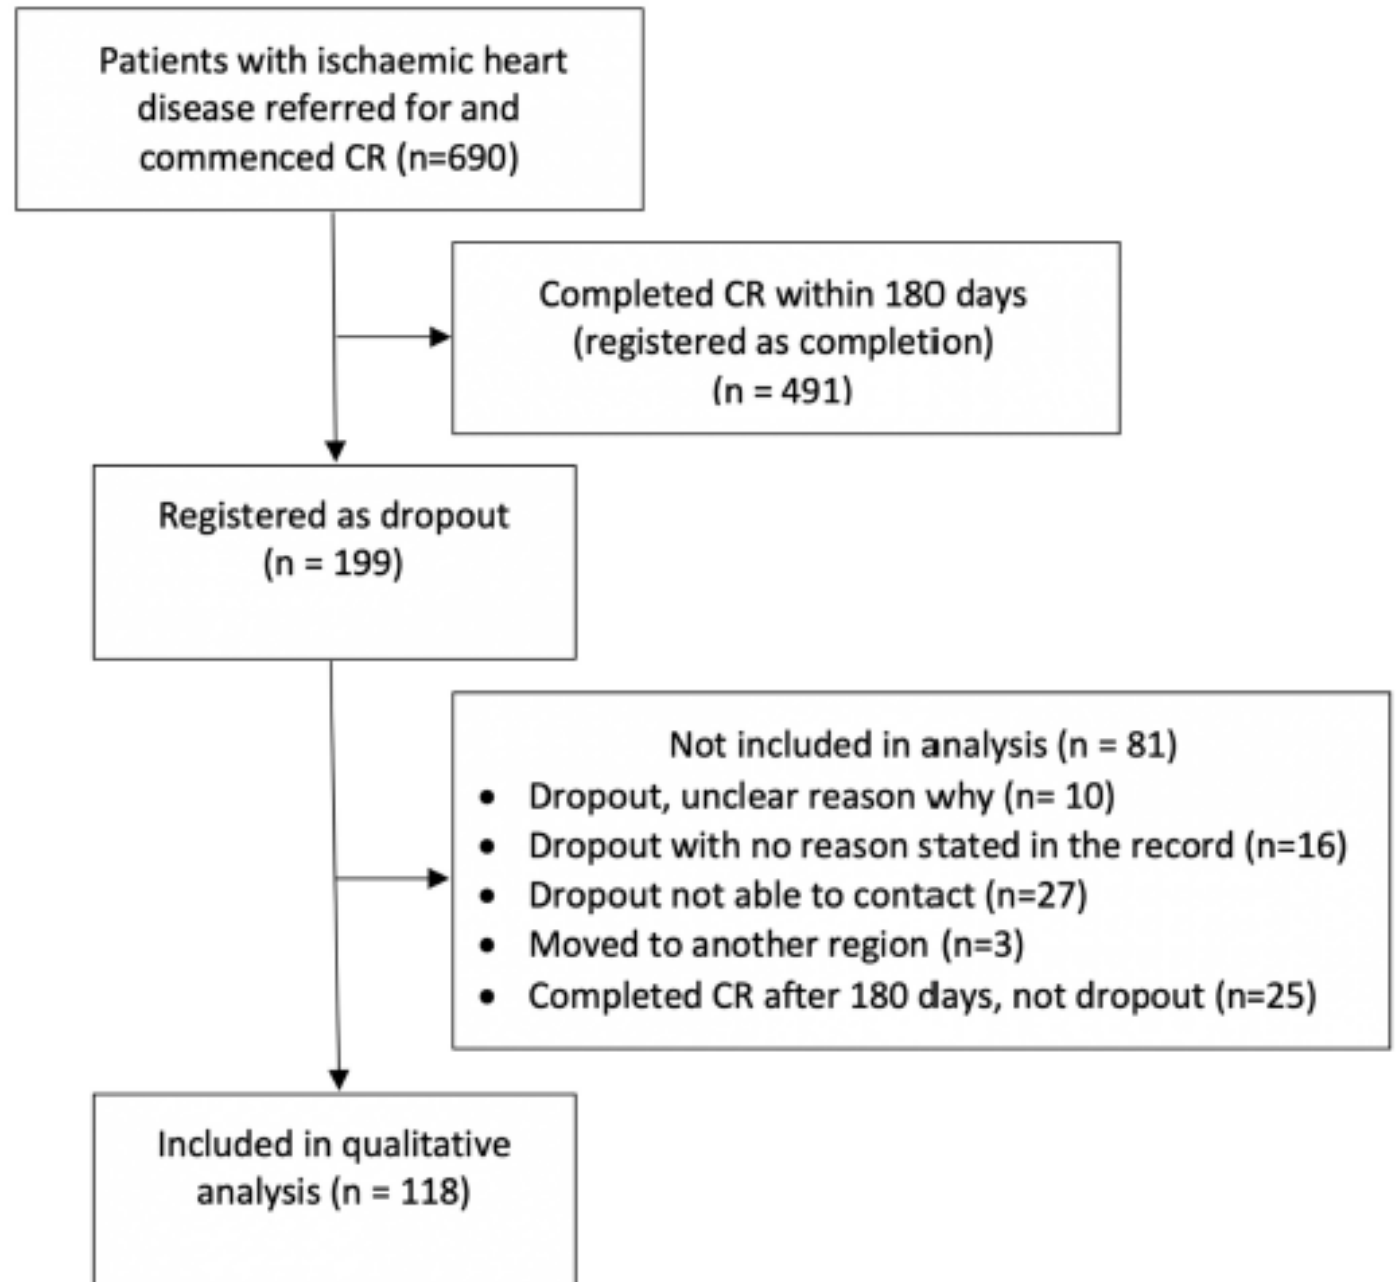 Patients with ischaemic heart
disease referred for and
commenced CR (n=690)
Completed CR within 180 days
(registered as completion)
(n = 491)
Registered as dropout
(n = 199)
Not included in analysis (n = 81)
• Dropout, unclear reason why (n= 10)
• Dropout with no reason stated in the record (n=16)
• Dropout not able to contact (n=27)
• Moved to another region (n=3)
• Completed CR after 180 days, not dropout (n=25)
Included in qualitative
analysis (n = 118)